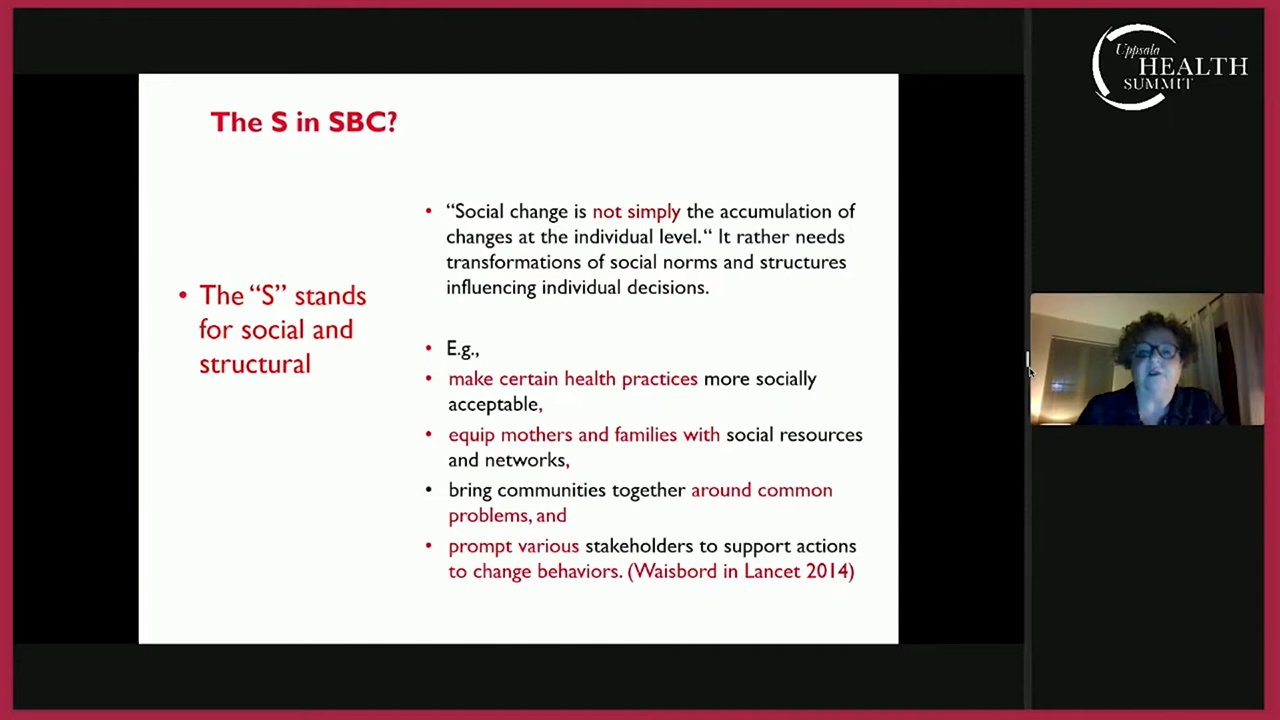 The S in SBC?
• The “S” stands
for social and
structural
• “Social change is not simply the accumulation of
changes at the individual level.“ It rather needs
transformations of social norms and structures
influencing individual decisions.
• E.g.,
• make certain health practices more socially
acceptable,
• equip mothers and families with social resources
and networks,
• bring communities together around common
problems, and
• prompt various stakeholders to support actions
to change behaviors. (Waisbord in Lancet 2014)
Uppsala
HEALTH
SUMMIT